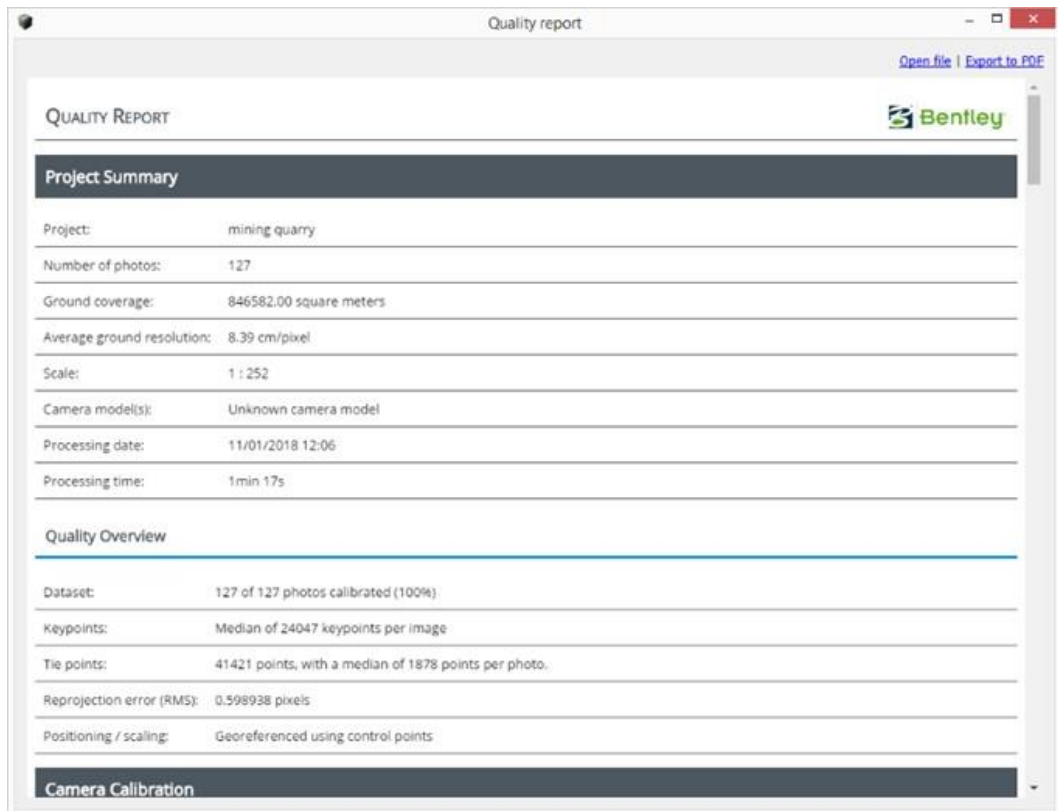 Quality report
Open file | Export to PDF
QUALITY REPORT
Bentley
Project Summary
Project: mining quarry
Number of photos: 127
Ground coverage: 846582.00 square meters
Average ground resolution: 8.39 cm/pixel
Scale: 1 : 252
Camera model(s): Unknown camera model
Processing date: 11/01/2018 12:06
Processing time: 1min 17s
Quality Overview
Dataset: 127 of 127 photos calibrated (100%)
Keypoints: Median of 24047 keypoints per image
Tie points: 41421 points, with a median of 1878 points per photo.
Reprojection error (RMS): 0.598938 pixels
Positioning / scaling: Georeferenced using control points
Camera Calibration